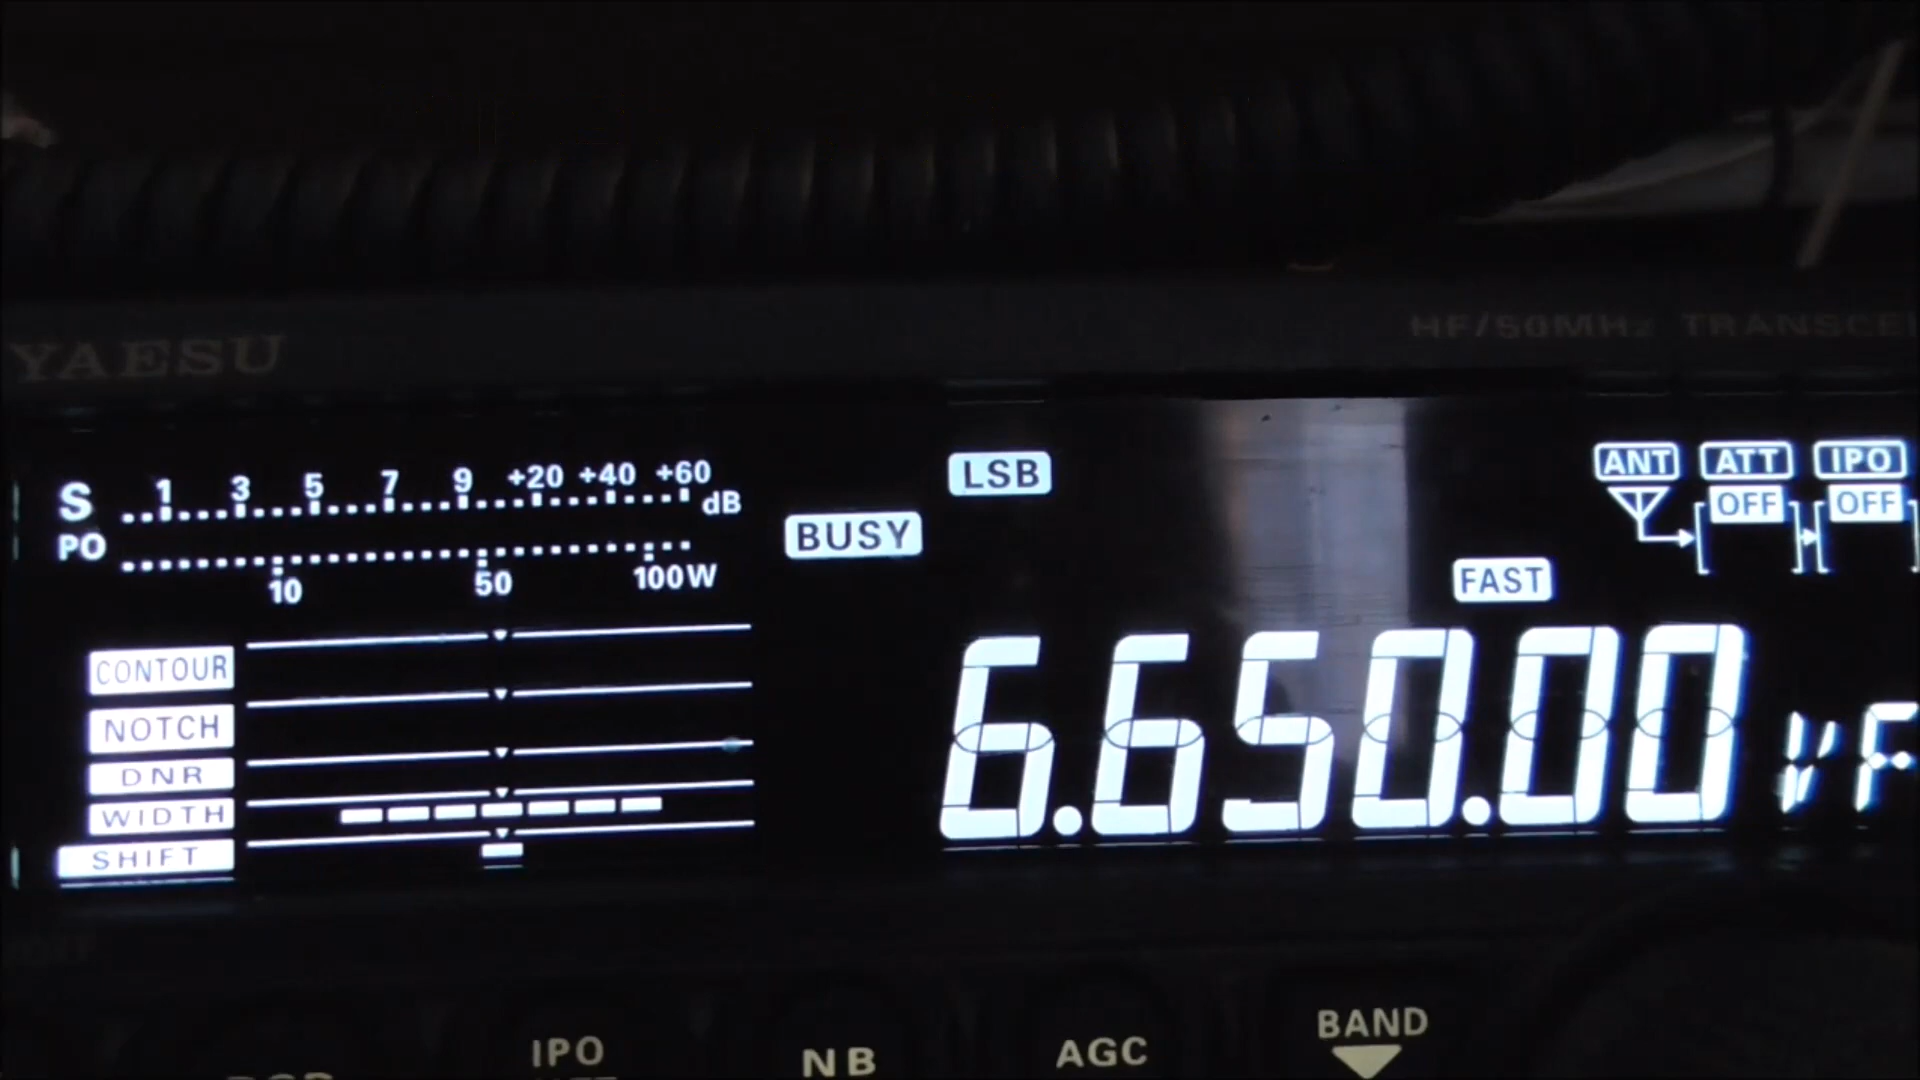 YAESU
HF/50MHz TRANSCEI
S 1 3 5 7 9 +20 +40 +60 dB
PO
10 50 100W
BUSY
LSB
FAST
ANT ATT IPO
OFF OFF
CONTOUR
NOTCH
DNR
WIDTH
SHIFT
6.650.00 VF
IPO
NB
AGC
BAND